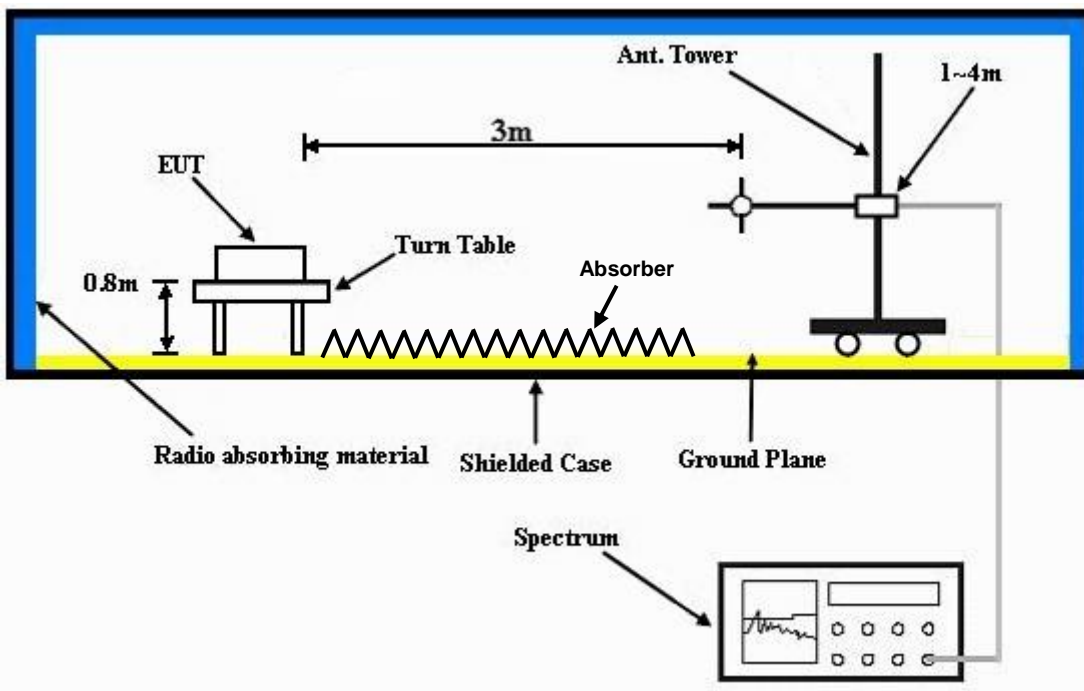 Ant. Tower
1~4m
3m
EUT
Turn Table
Absorber
0.8m
Radio absorbing material
Shielded Case
Ground Plane
Spectrum